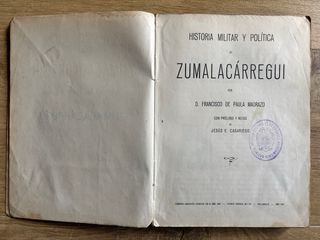 HISTORIA MILITAR Y POLÍTICA
DE
ZUMALACÁRREGUI
POR
D. FRANCISCO DE PAULA MADRAZO
CON PRÓLOGO Y NOTAS
DE
JESÚS E. CASARIEGO